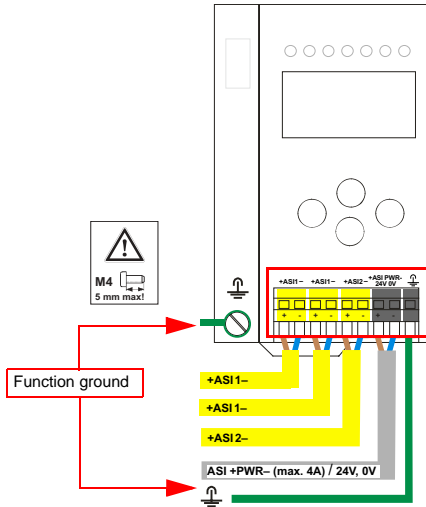 M4
5 mm max!
+ASI1– +ASI1– +ASI2– +ASI PWR-
24V 0V
+ - + - + - + -
Function ground
+ASI1–
+ASI1–
+ASI2–
ASI +PWR– (max. 4A) / 24V, 0V